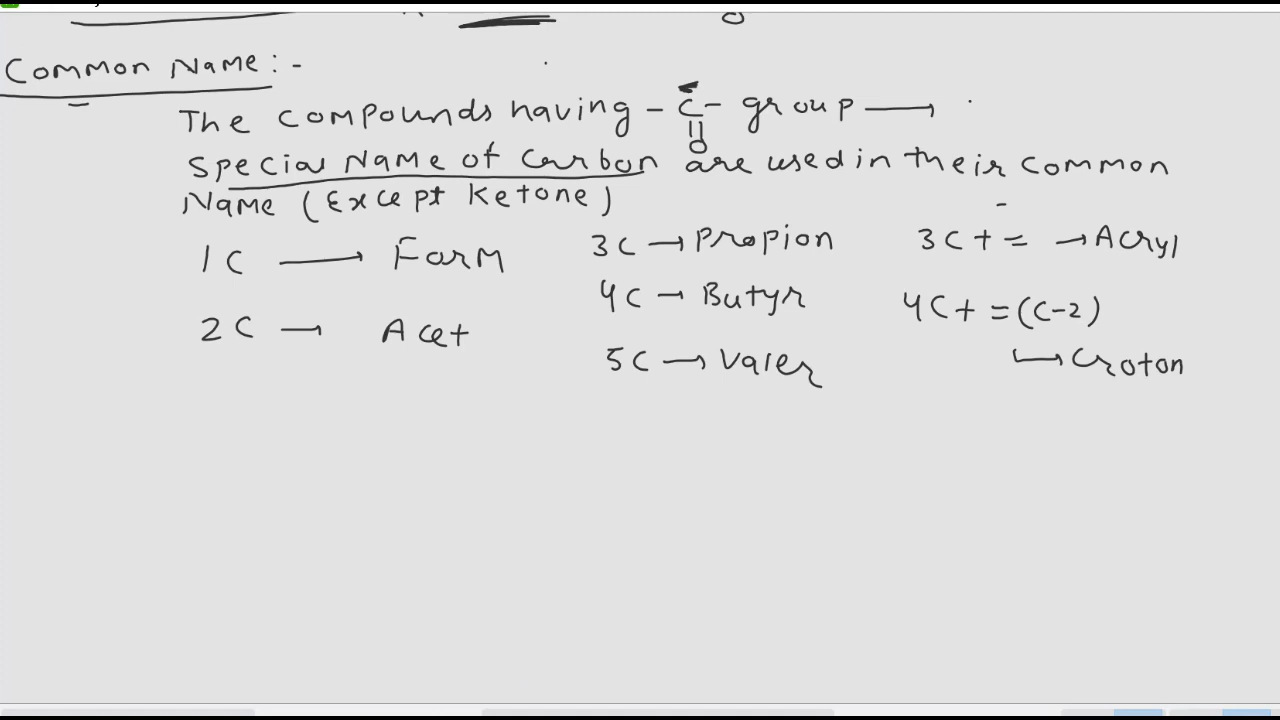 Common Name:-
The compounds having -C- group →
||
O
Special Name of carbon are used in their common
Name (Except Ketone)
1C → Form
2C → Acet
3C → Propion
4C → Butyr
5C → Valer
3C + = → Acryl
4C + = (C-2)
↳ Croton